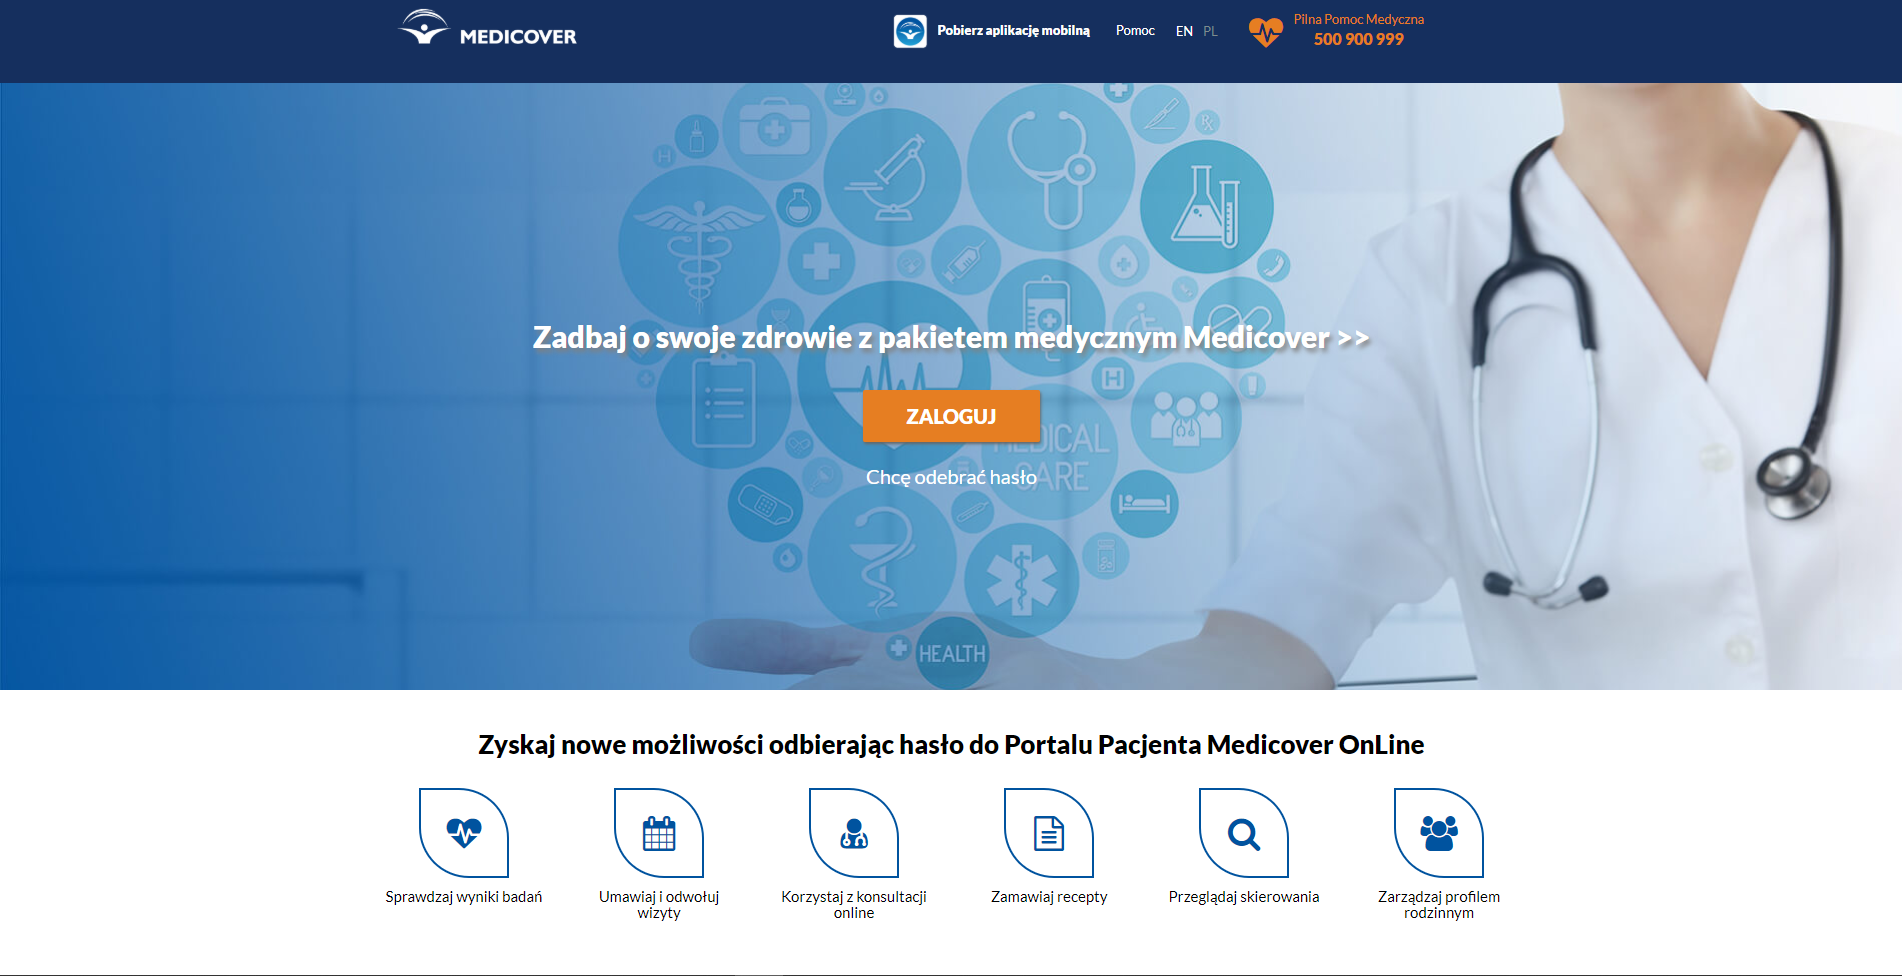 MEDICOVER
Pobierz aplikację mobilną
Pomoc
EN PL
Pilna Pomoc Medyczna
500 900 999
Zadbaj o swoje zdrowie z pakietem medycznym Medicover >>
ZALOGUJ
MEDICAL
CARE
Chcę odebrać hasło
HEALTH
Zyskaj nowe możliwości odbierając hasło do Portalu Pacjenta Medicover OnLine
Sprawdzaj wyniki badań
Umawiaj i odwołuj
wizyty
Korzystaj z konsultacji
online
Zamawiaj recepty
Przeglądaj skierowania
Zarządzaj profilem
rodzinnym